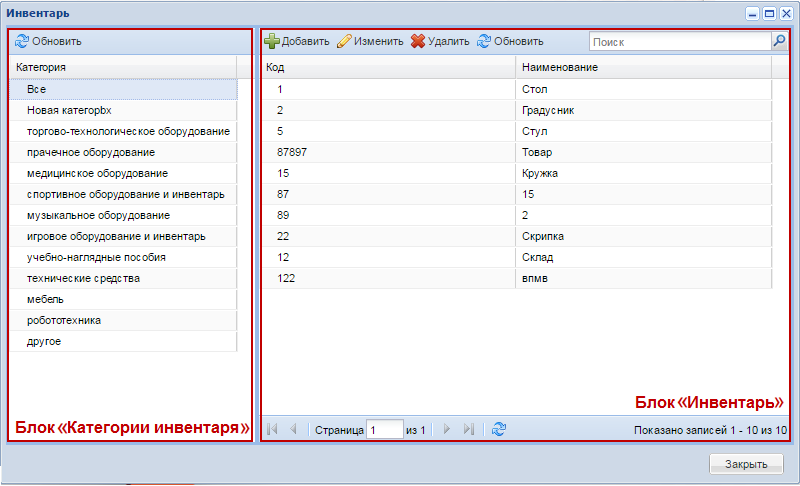 Инвентарь
Обновить
Категория
Все
Новая категорbx
торгово-технологическое оборудование
прачечное оборудование
медицинское оборудование
спортивное оборудование и инвентарь
музыкальное оборудование
игровое оборудование и инвентарь
учебно-наглядные пособия
технические средства
мебель
робототехника
другое
Блок «Категории инвентаря»
Добавить Изменить Удалить Обновить Поиск
Код Наименование
1 Стол
2 Градусник
5 Стул
87897 Товар
15 Кружка
87 15
89 2
22 Скрипка
12 Склад
122 впмв
Блок «Инвентарь»
Страница 1 из 1 Показано записей 1 - 10 из 10
Закрыть